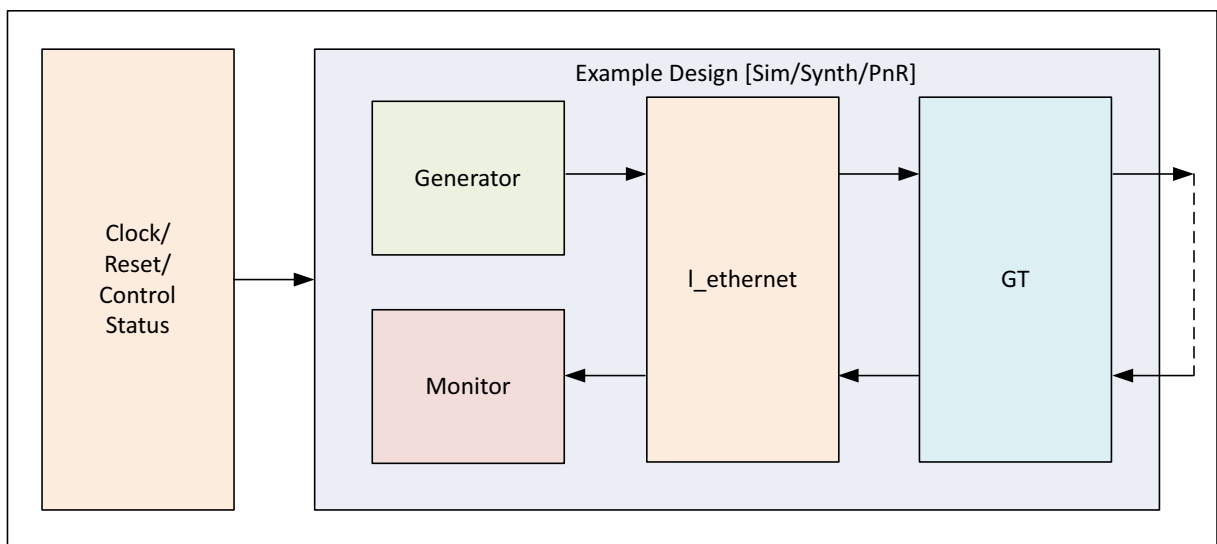 Example Design [Sim/Synth/PnR]
Clock/
Reset/
Control
Status
Generator
Monitor
l_ethernet
GT